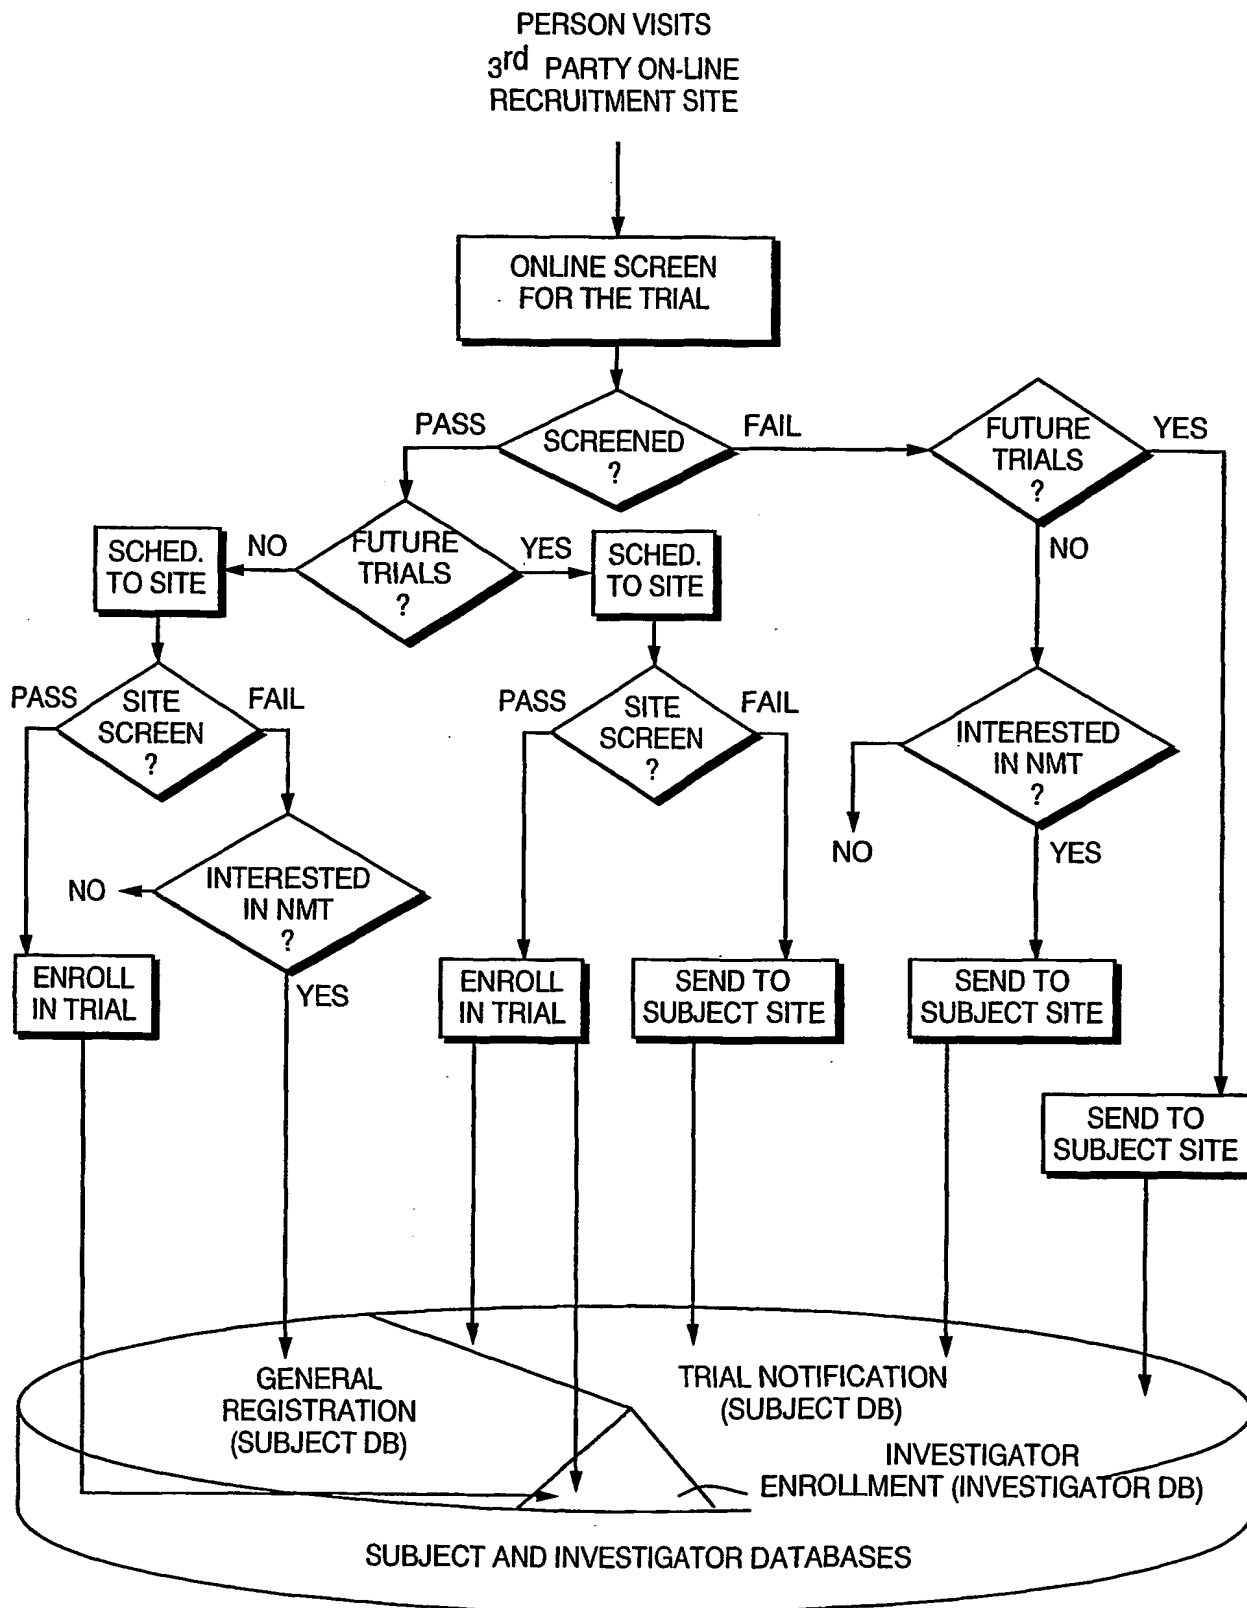 PERSON VISITS
3rd PARTY ON-LINE
RECRUITMENT SITE
ONLINE SCREEN
FOR THE TRIAL
PASS
SCREENED
?
FAIL
FUTURE
TRIALS
?
YES
NO
SCHED.
TO SITE
NO
FUTURE
TRIALS
?
YES
SCHED.
TO SITE
PASS
SITE
SCREEN
?
FAIL
PASS
SITE
SCREEN
?
FAIL
INTERESTED
IN NMT
?
NO
YES
NO
INTERESTED
IN NMT
?
YES
ENROLL
IN TRIAL
ENROLL
IN TRIAL
SEND TO
SUBJECT SITE
SEND TO
SUBJECT SITE
SEND TO
SUBJECT SITE
GENERAL
REGISTRATION
(SUBJECT DB)
TRIAL NOTIFICATION
(SUBJECT DB)
INVESTIGATOR
ENROLLMENT (INVESTIGATOR DB)
SUBJECT AND INVESTIGATOR DATABASES